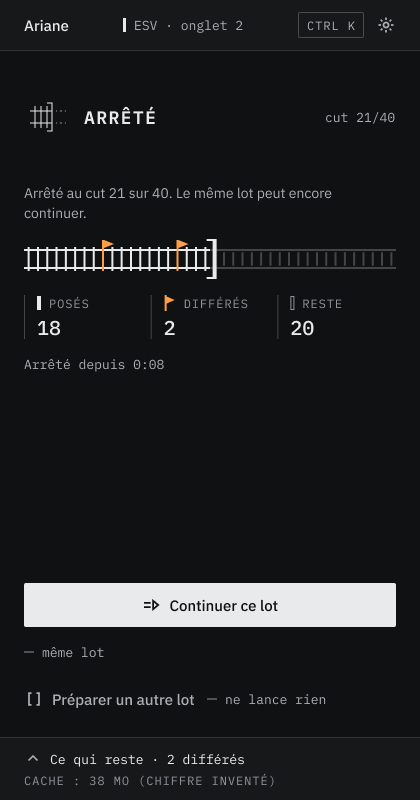 Ariane
ESV · onglet 2
CTRL K
ARRÊTÉ
cut 21/40
Arrêté au cut 21 sur 40. Le même lot peut encore
continuer.
POSÉS
DIFFÉRÉS
RESTE
18
2
20
Arrêté depuis 0:08
Continuer ce lot
— même lot
[ ] Préparer un autre lot — ne lance rien
Ce qui reste · 2 différés
CACHE : 38 MO (CHIFFRE INVENTÉ)